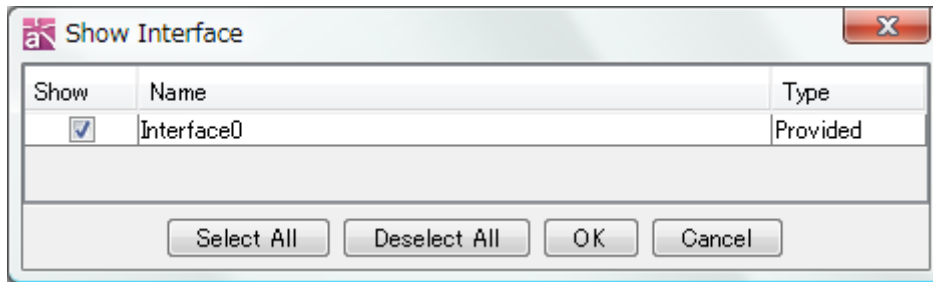 Show Interface
Show Name Type
Interface0 Provided
Select All Deselect All OK Cancel